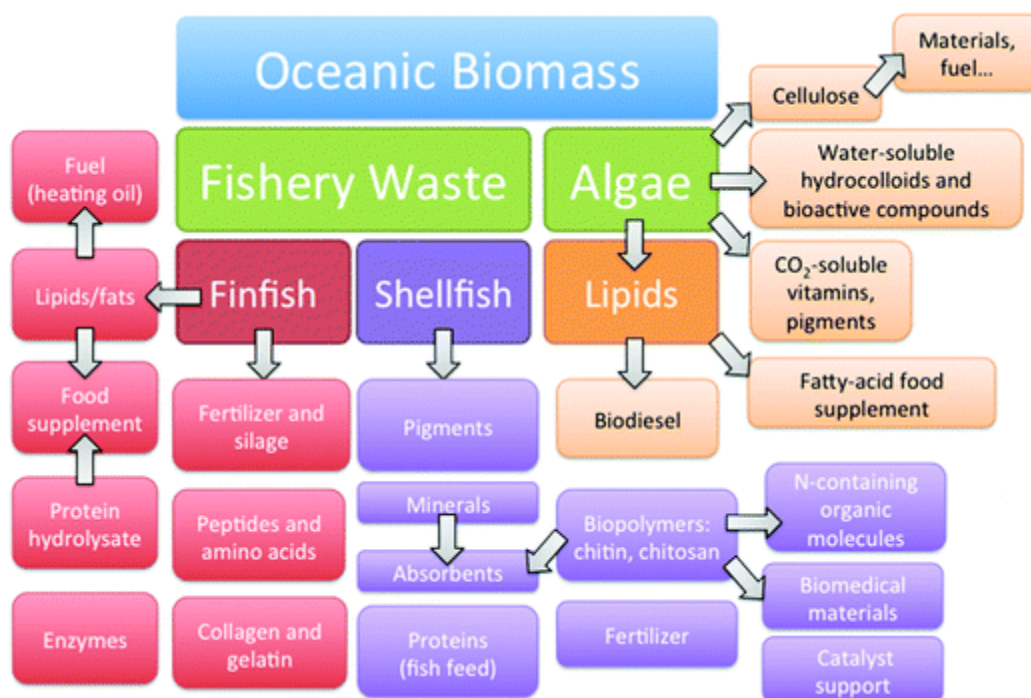 Oceanic Biomass
Materials,
fuel...
Cellulose
Fuel
(heating oil)
Fishery Waste
Algae
Water-soluble
hydrocolloids and
bioactive compounds
Lipids/fats
Finfish
Shellfish
Lipids
CO₂-soluble
vitamins,
pigments
Food
supplement
Fertilizer and
silage
Pigments
Biodiesel
Fatty-acid food
supplement
Protein
hydrolysate
Peptides and
amino acids
Minerals
Absorbents
Biopolymers:
chitin, chitosan
N-containing
organic
molecules
Biomedical
materials
Enzymes
Collagen and
gelatin
Proteins
(fish feed)
Fertilizer
Catalyst
support